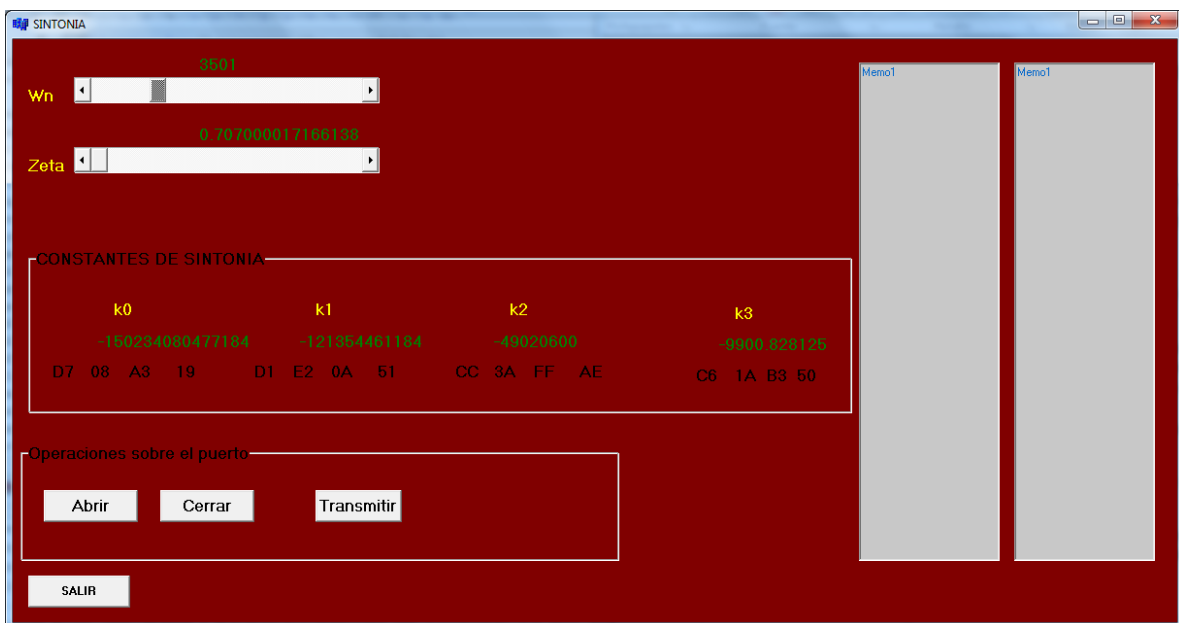 SINTONIA
3501
Wn
0.707000017166138
Zeta
Memo1 Memo1
CONSTANTES DE SINTONIA
k0 k1 k2 k3
-150234080477184 -121354461184 -49020600 -9900.828125
D7 08 A3 19 D1 E2 0A 51 CC 3A FF AE C6 1A B3 50
Operaciones sobre el puerto
Abrir Cerrar Transmitir
SALIR